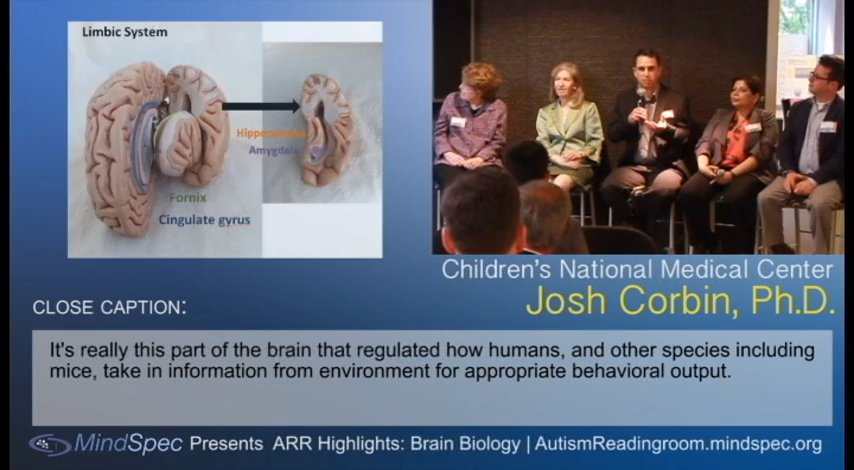 Limbic System
Hippocampus
Amygdala
Fornix
Cingulate gyrus
Children's National Medical Center
Josh Corbin, Ph.D.
CLOSE CAPTION:
It's really this part of the brain that regulated how humans, and other species including
mice, take in information from environment for appropriate behavioral output.
MindSpec Presents ARR Highlights: Brain Biology | AutismReadingroom.mindspec.org